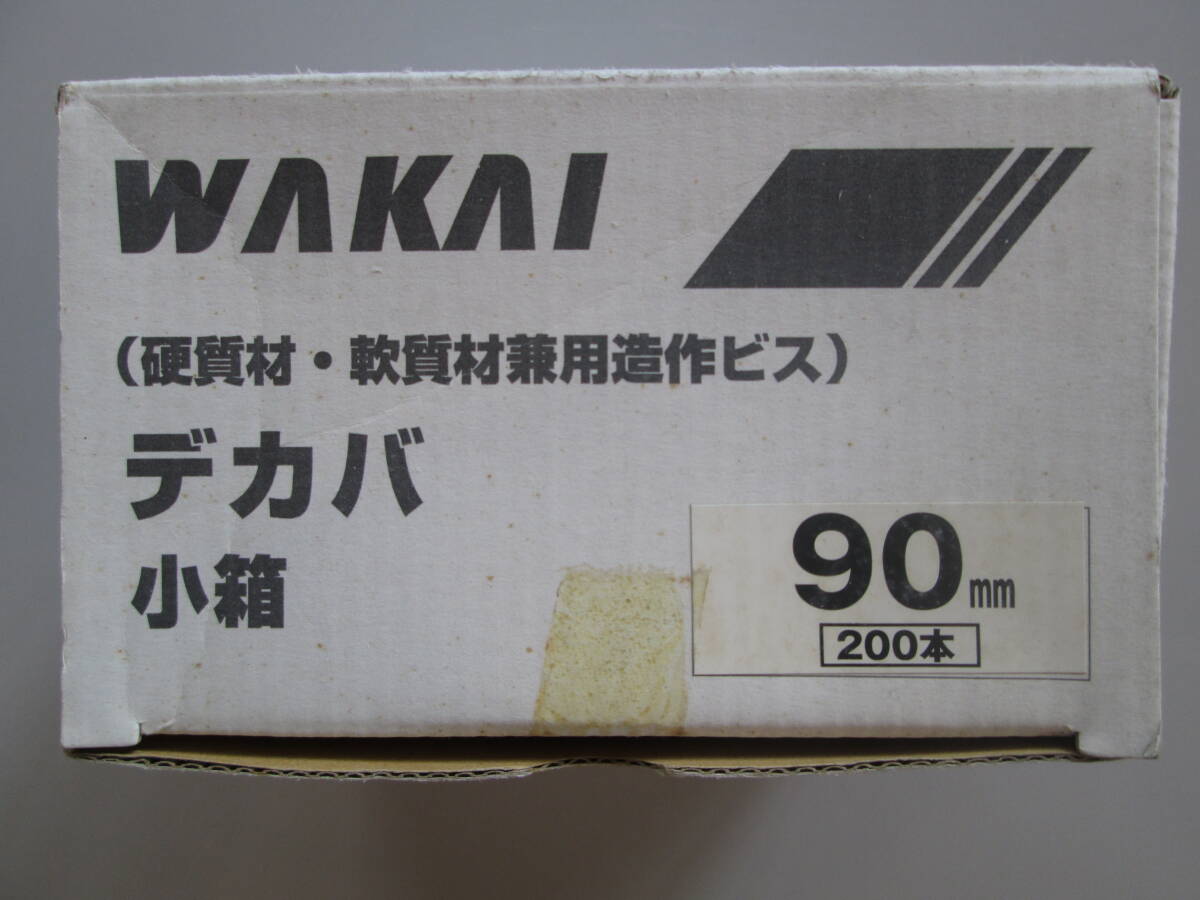 WAKAI
（硬質材・軟質材兼用造作ビス）
デカバ
小箱
90mm
200本